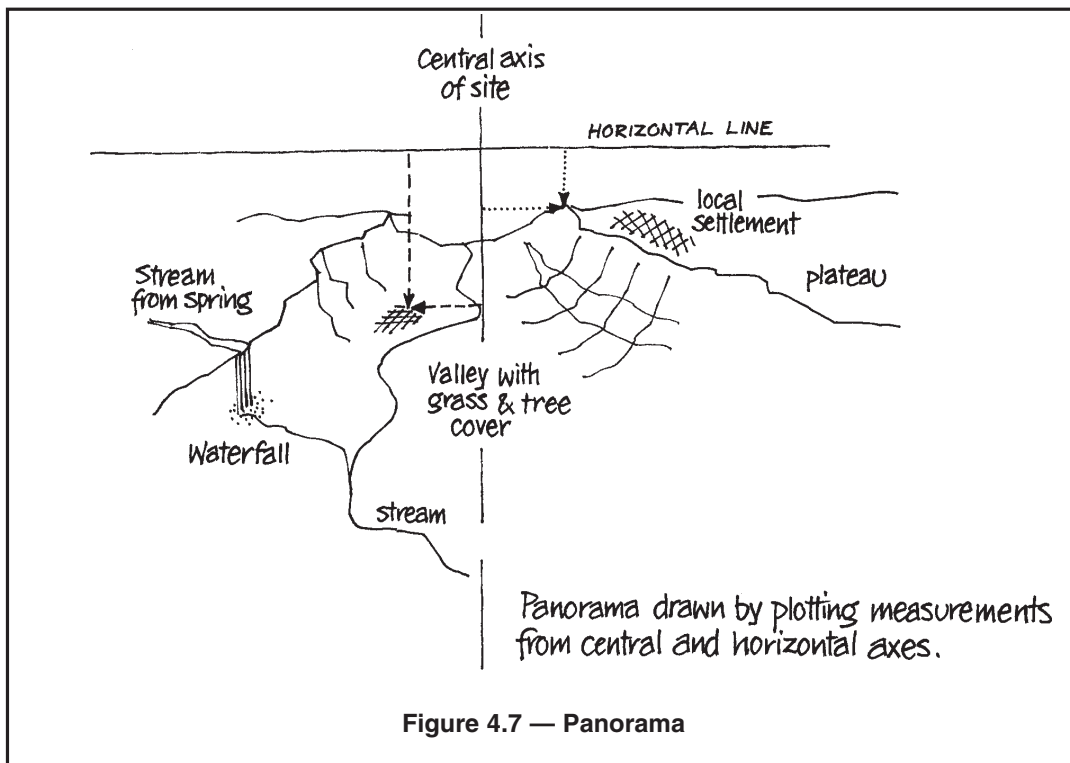 Central axis
of site
HORIZONTAL LINE
local
settlement
plateau
Stream
from spring
Valley with
grass & tree
cover
Waterfall
stream
Panorama drawn by plotting measurements
from central and horizontal axes.
Figure 4.7 — Panorama